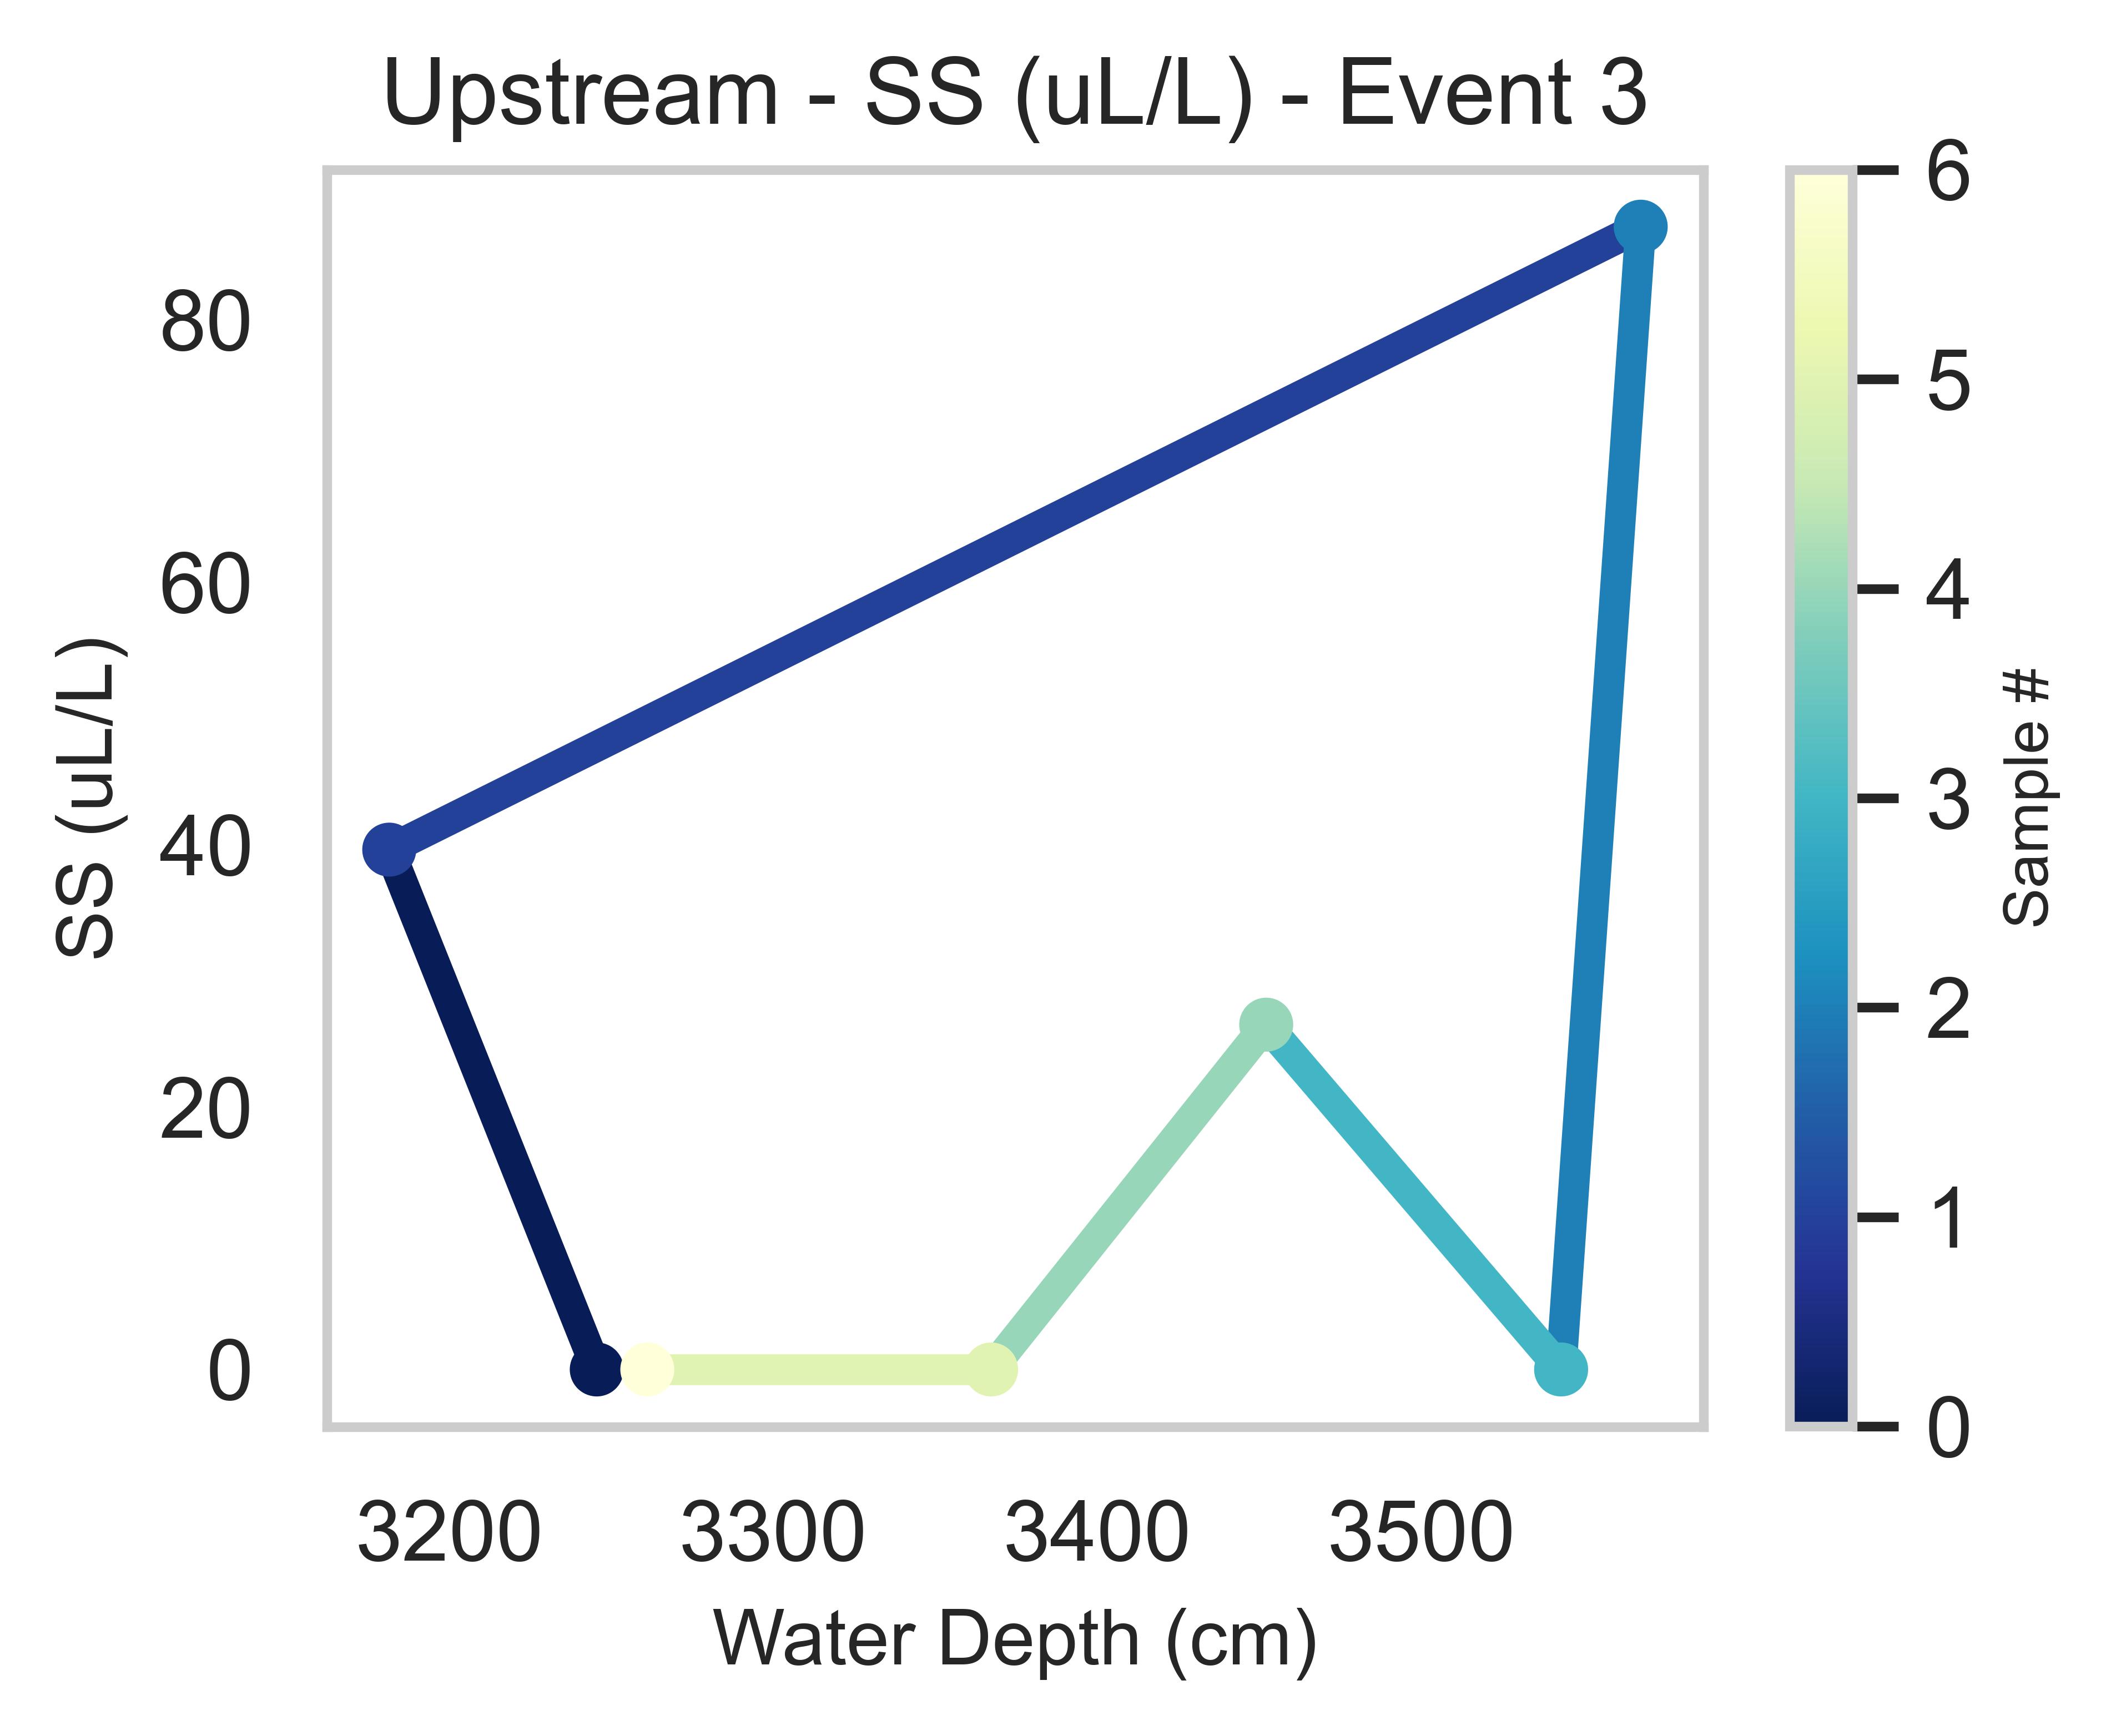 Upstream - SS (uL/L) - Event 3
SS (uL/L)
80
60
40
20
0
3200 3300 3400 3500
Water Depth (cm)
6
5
4
3
2
1
0
Sample #